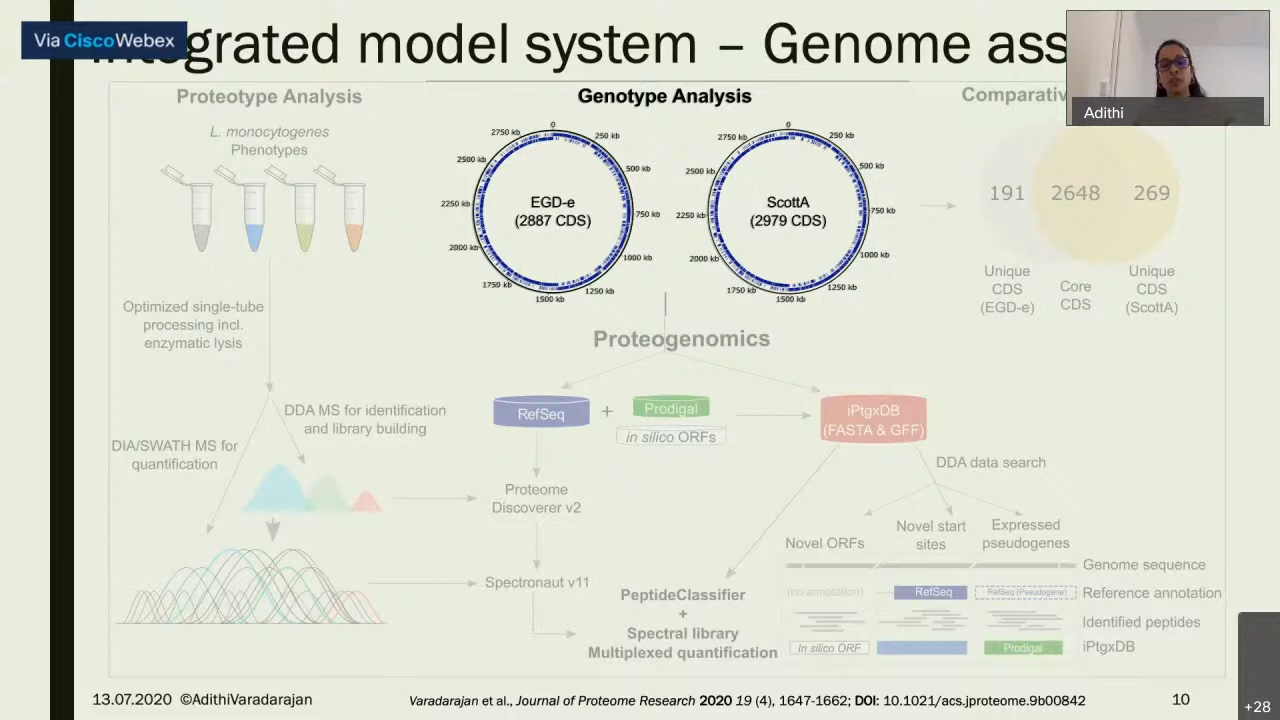 Via Cisco Webex
Integrated model system – Genome ass
Adithi
Proteotype Analysis
Genotype Analysis
Comparativ
L. monocytogenes
Phenotypes
0
250 kb
500 kb
750 kb
1000 kb
1250 kb
1500 kb
1750 kb
2000 kb
2250 kb
2500 kb
2750 kb
EGD-e
(2887 CDS)
0
250 kb
500 kb
750 kb
1000 kb
1250 kb
1500 kb
1750 kb
2000 kb
2250 kb
2500 kb
2750 kb
ScottA
(2979 CDS)
191
2648
269
Unique
CDS
(EGD-e)
Core
CDS
Unique
CDS
(ScottA)
Optimized single-tube
processing incl.
enzymatic lysis
Proteogenomics
DDA MS for identification
and library building
DIA/SWATH MS for
quantification
RefSeq
+
Prodigal
in silico ORFs
iPtgxDB
(FASTA & GFF)
DDA data search
Proteome
Discoverer v2
Novel ORFs
Novel start
sites
Expressed
pseudogenes
Genome sequence
Spectronaut v11
PeptideClassifier
+
Spectral library
Multiplexed quantification
(no annotation)
RefSeq
RefSeq (Pseudogene)
Reference annotation
Identified peptides
In silico ORF
Prodigal
iPtgxDB
13.07.2020 ©AdithiVaradarajan
Varadarajan et al., Journal of Proteome Research 2020 19 (4), 1647-1662; DOI: 10.1021/acs.jproteome.9b00842
10
+28